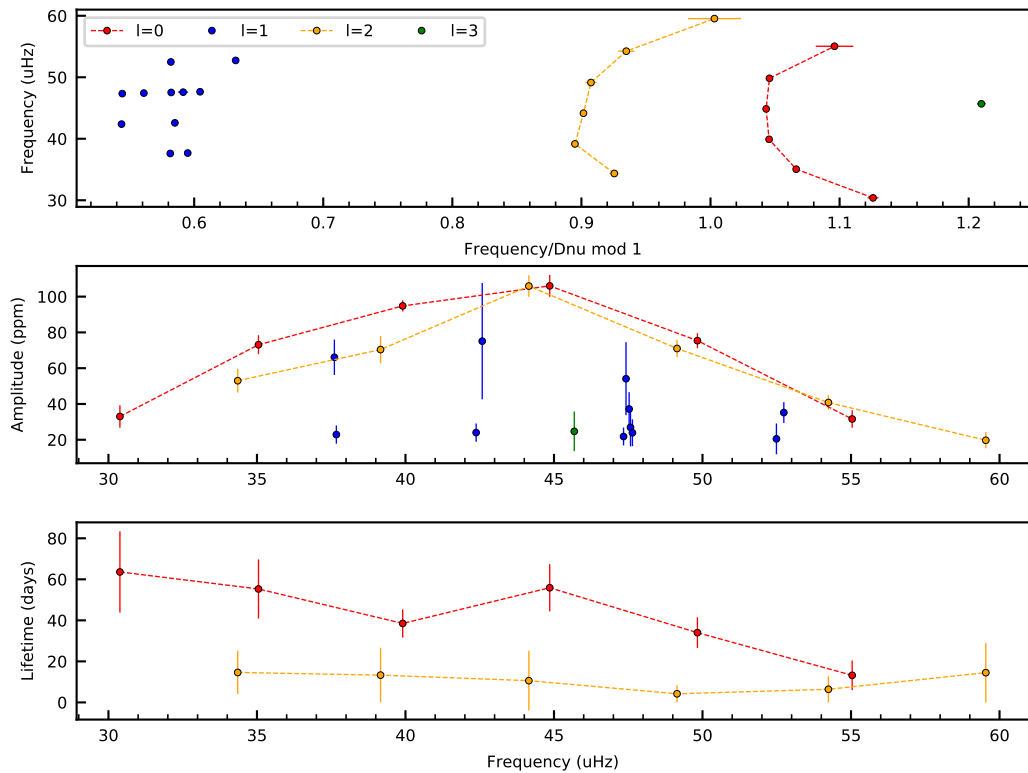 l=0 l=1 l=2 l=3
Frequency (uHz)
60
50
40
30
0.6 0.7 0.8 0.9 1.0 1.1 1.2
Frequency/Dnu mod 1
Amplitude (ppm)
100
80
60
40
20
30 35 40 45 50 55 60
Lifetime (days)
80
60
40
20
0
30 35 40 45 50 55 60
Frequency (uHz)